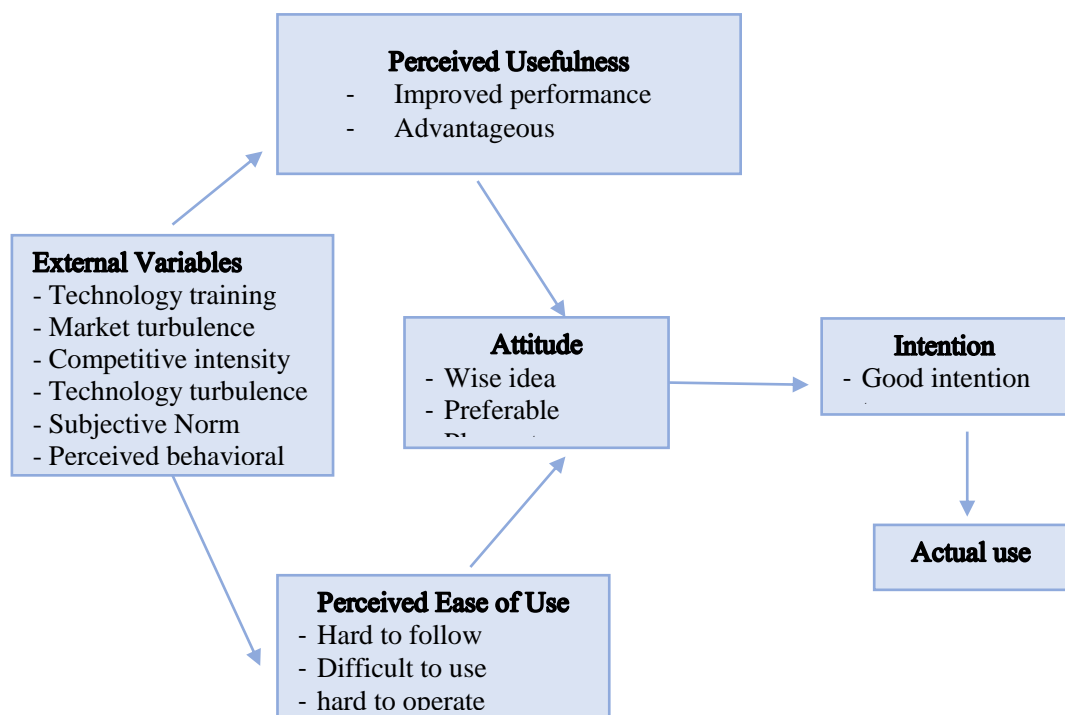 Perceived Usefulness
- Improved performance
- Advantageous
External Variables
- Technology training
- Market turbulence
- Competitive intensity
- Technology turbulence
- Subjective Norm
- Perceived behavioral
Attitude
- Wise idea
- Preferable
Intention
- Good intention
Actual use
Perceived Ease of Use
- Hard to follow
- Difficult to use
- hard to operate